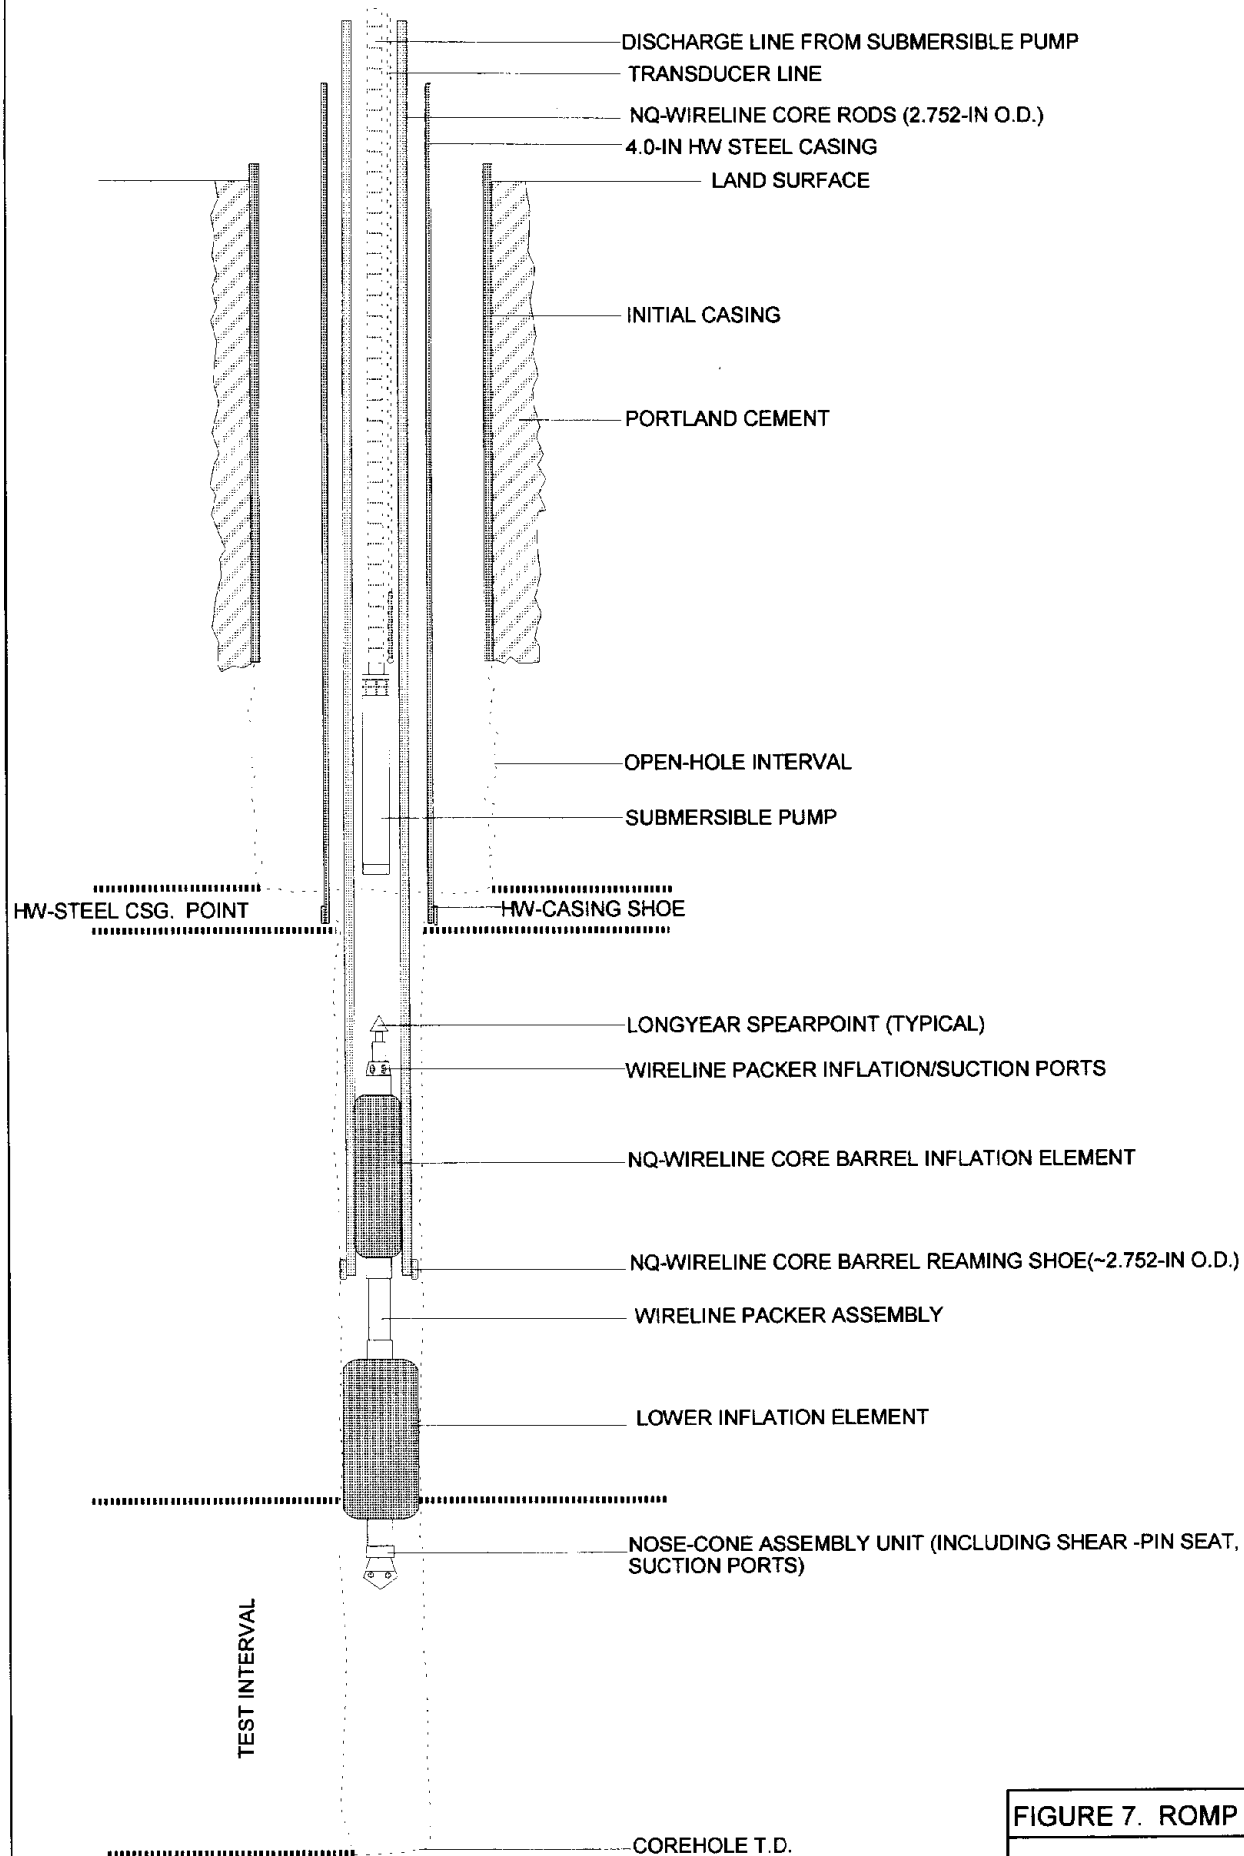 DISCHARGE LINE FROM SUBMERSIBLE PUMP
TRANSDUCER LINE
NQ-WIRELINE CORE RODS (2.752-IN O.D.)
4.0-IN HW STEEL CASING
LAND SURFACE
INITIAL CASING
PORTLAND CEMENT
OPEN-HOLE INTERVAL
SUBMERSIBLE PUMP
HW-STEEL CSG. POINT
HW-CASING SHOE
LONGYEAR SPEARPOINT (TYPICAL)
WIRELINE PACKER INFLATION/SUCTION PORTS
NQ-WIRELINE CORE BARREL INFLATION ELEMENT
NQ-WIRELINE CORE BARREL REAMING SHOE(~2.752-IN O.D.)
WIRELINE PACKER ASSEMBLY
LOWER INFLATION ELEMENT
NOSE-CONE ASSEMBLY UNIT (INCLUDING SHEAR -PIN SEAT,
SUCTION PORTS)
TEST INTERVAL
COREHOLE T.D.
FIGURE 7. ROMP